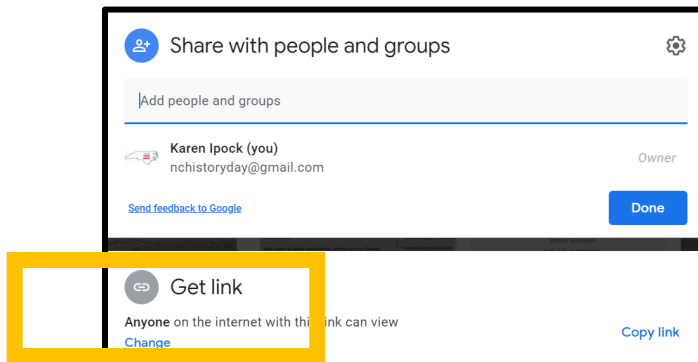 Share with people and groups
Add people and groups
Karen Ipock (you)
nchistoryday@gmail.com
Owner
Send feedback to Google
Done
Get link
Anyone on the internet with this link can view
Change
Copy link